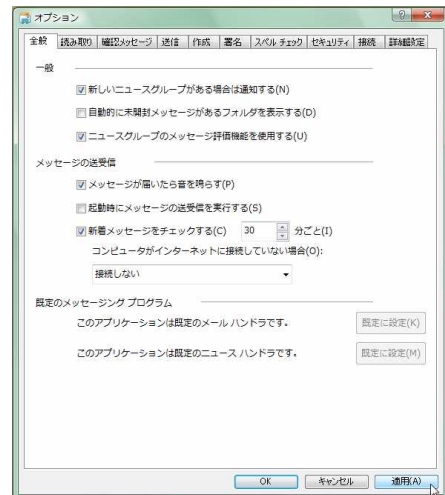 オプション
全般 読み取り 確認メッセージ 送信 作成 署名 スペル チェック セキュリティ 接続 詳細設定
一般
新しいニュースグループがある場合は通知する(N)
自動的に未開封メッセージがあるフォルダを表示する(D)
ニュースグループのメッセージ評価機能を使用する(U)
メッセージの送受信
メッセージが届いたら音を鳴らす(P)
起動時にメッセージの送受信を実行する(S)
新着メッセージをチェックする(C) 30 分ごと(I)
コンピュータがインターネットに接続していない場合(O):
接続しない
既定のメッセージング プログラム
このアプリケーションは既定のメール ハンドラです。 既定に設定(K)
このアプリケーションは既定のニュース ハンドラです。 既定に設定(M)
OK キャンセル 適用(A)